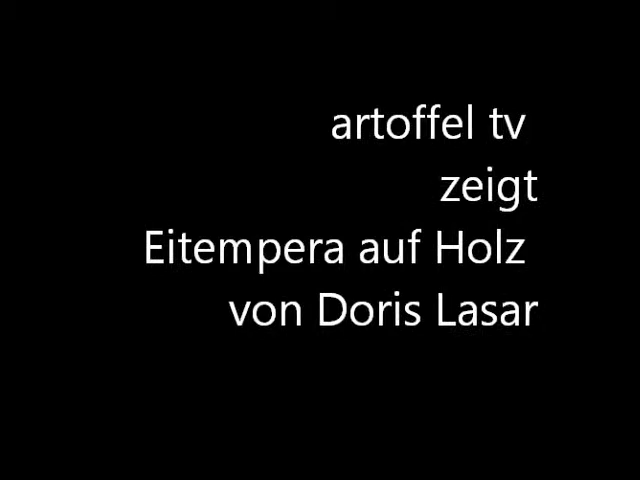 artoffel tv
zeigt
Eitempera auf Holz
von Doris Lasar